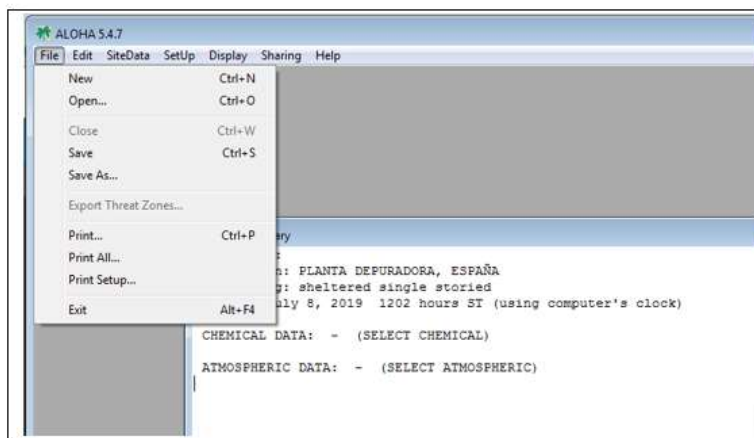 ALOHA 5.4.7
File Edit SiteData SetUp Display Sharing Help
New Ctrl+N
Open... Ctrl+O
Close Ctrl+W
Save Ctrl+S
Save As...
Export Threat Zones...
Print... Ctrl+P
Print All...
Print Setup...
Exit Alt+F4
ary
:
n: PLANTA DEPURADORA, ESPAÑA
g: sheltered single storied
uly 8, 2019 1202 hours ST (using computer's clock)
CHEMICAL DATA: - (SELECT CHEMICAL)
ATMOSPHERIC DATA: - (SELECT ATMOSPHERIC)